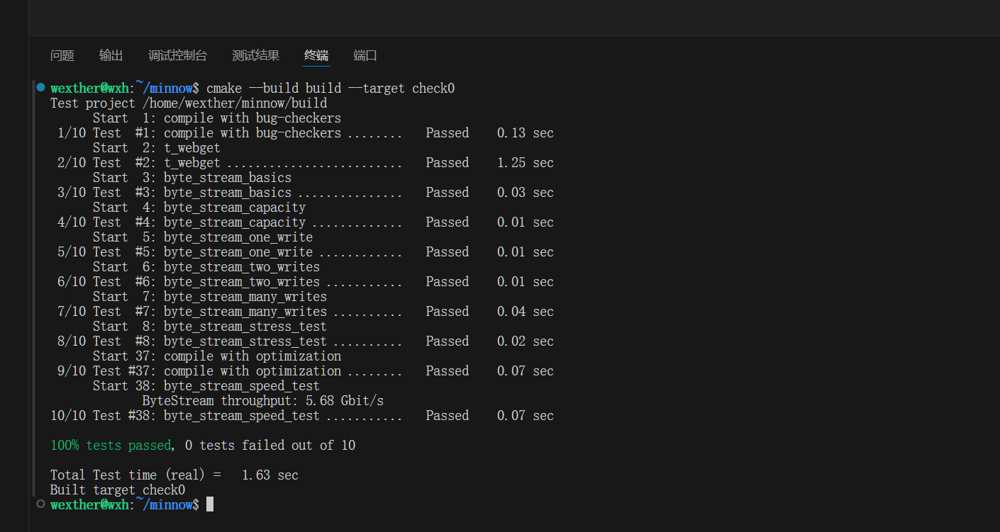 问题 输出 调试控制台 测试结果 终端 端口
wexther@wxh:~/minnow$ cmake --build build --target check0
Test project /home/wexther/minnow/build
      Start  1: compile with bug-checkers
 1/10 Test  #1: compile with bug-checkers ........   Passed    0.13 sec
      Start  2: t_webget
 2/10 Test  #2: t_webget .........................   Passed    1.25 sec
      Start  3: byte_stream_basics
 3/10 Test  #3: byte_stream_basics ...............   Passed    0.03 sec
      Start  4: byte_stream_capacity
 4/10 Test  #4: byte_stream_capacity .............   Passed    0.01 sec
      Start  5: byte_stream_one_write
 5/10 Test  #5: byte_stream_one_write ............   Passed    0.01 sec
      Start  6: byte_stream_two_writes
 6/10 Test  #6: byte_stream_two_writes ...........   Passed    0.01 sec
      Start  7: byte_stream_many_writes
 7/10 Test  #7: byte_stream_many_writes ..........   Passed    0.04 sec
      Start  8: byte_stream_stress_test
 8/10 Test  #8: byte_stream_stress_test ..........   Passed    0.02 sec
      Start 37: compile with optimization
 9/10 Test #37: compile with optimization ........   Passed    0.07 sec
      Start 38: byte_stream_speed_test
             ByteStream throughput: 5.68 Gbit/s
10/10 Test #38: byte_stream_speed_test ...........   Passed    0.07 sec
100% tests passed, 0 tests failed out of 10
Total Test time (real) =   1.63 sec
Built target check0
wexther@wxh:~/minnow$